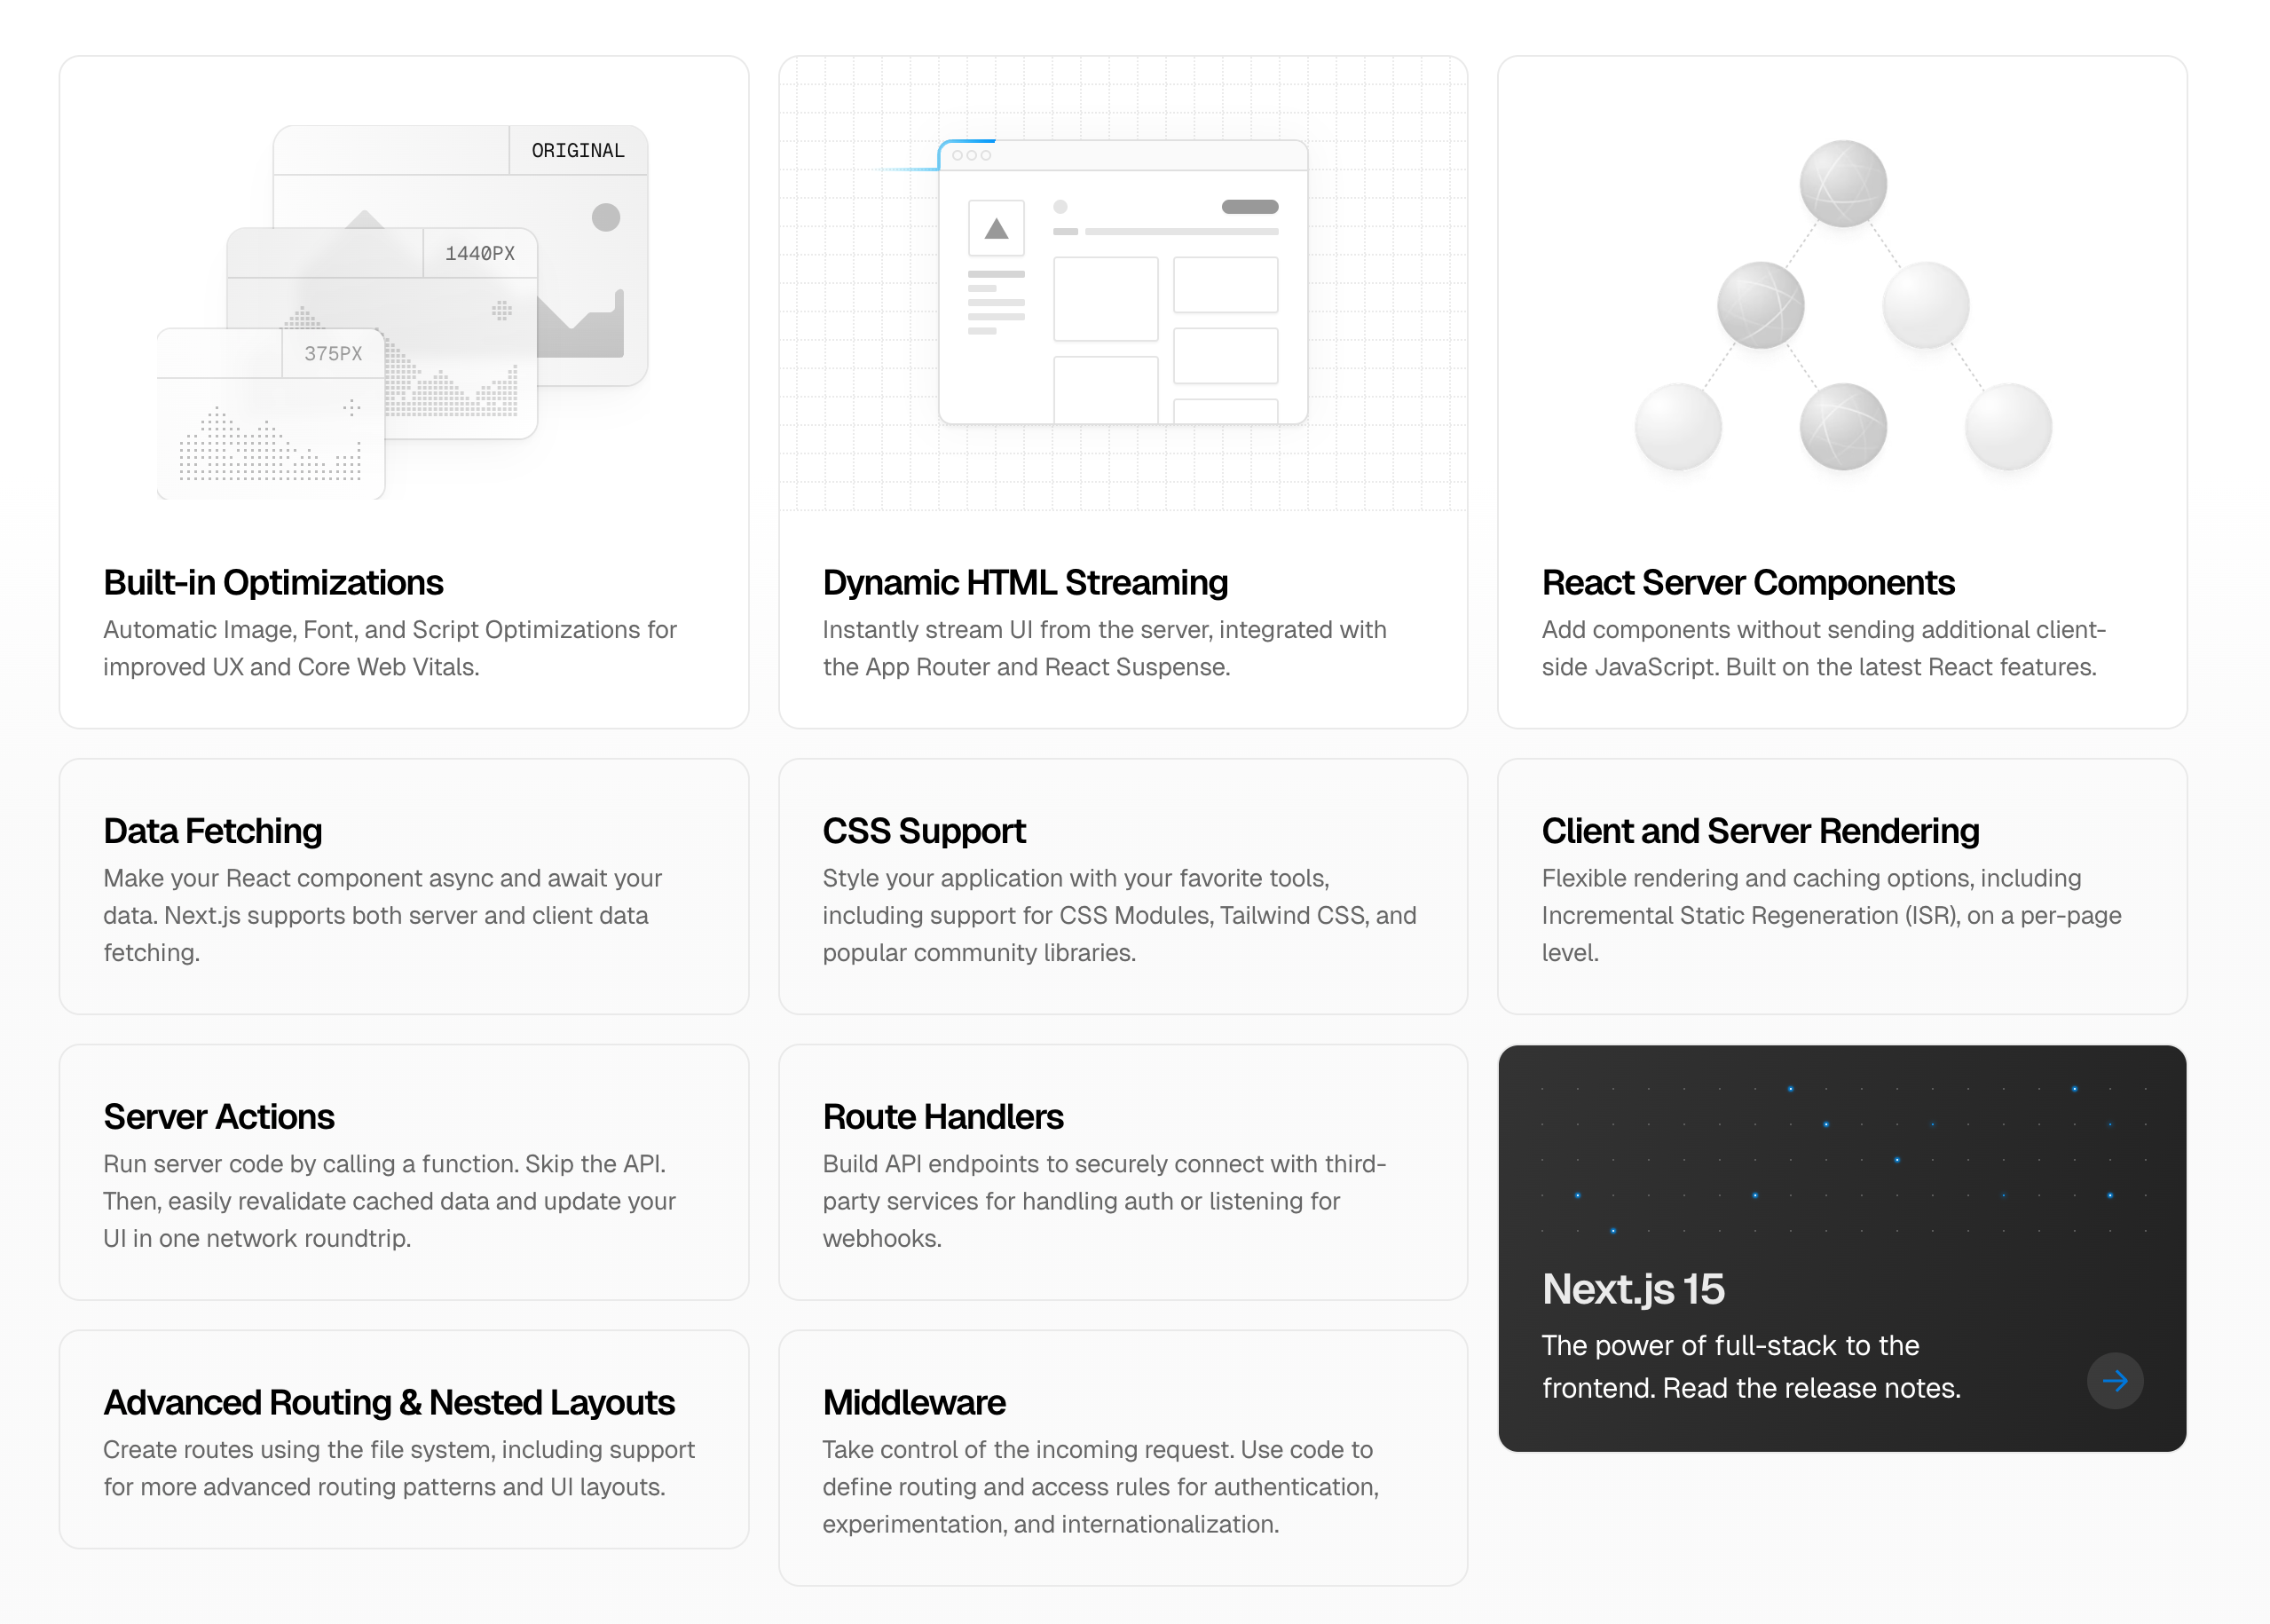 ORIGINAL
1440PX
375PX
Built-in Optimizations
Automatic Image, Font, and Script Optimizations for
improved UX and Core Web Vitals.
Dynamic HTML Streaming
Instantly stream UI from the server, integrated with
the App Router and React Suspense.
React Server Components
Add components without sending additional client-
side JavaScript. Built on the latest React features.
Data Fetching
Make your React component async and await your
data. Next.js supports both server and client data
fetching.
CSS Support
Style your application with your favorite tools,
including support for CSS Modules, Tailwind CSS, and
popular community libraries.
Client and Server Rendering
Flexible rendering and caching options, including
Incremental Static Regeneration (ISR), on a per-page
level.
Server Actions
Run server code by calling a function. Skip the API.
Then, easily revalidate cached data and update your
UI in one network roundtrip.
Route Handlers
Build API endpoints to securely connect with third-
party services for handling auth or listening for
webhooks.
Next.js 15
The power of full-stack to the
frontend. Read the release notes.
Advanced Routing & Nested Layouts
Create routes using the file system, including support
for more advanced routing patterns and UI layouts.
Middleware
Take control of the incoming request. Use code to
define routing and access rules for authentication,
experimentation, and internationalization.